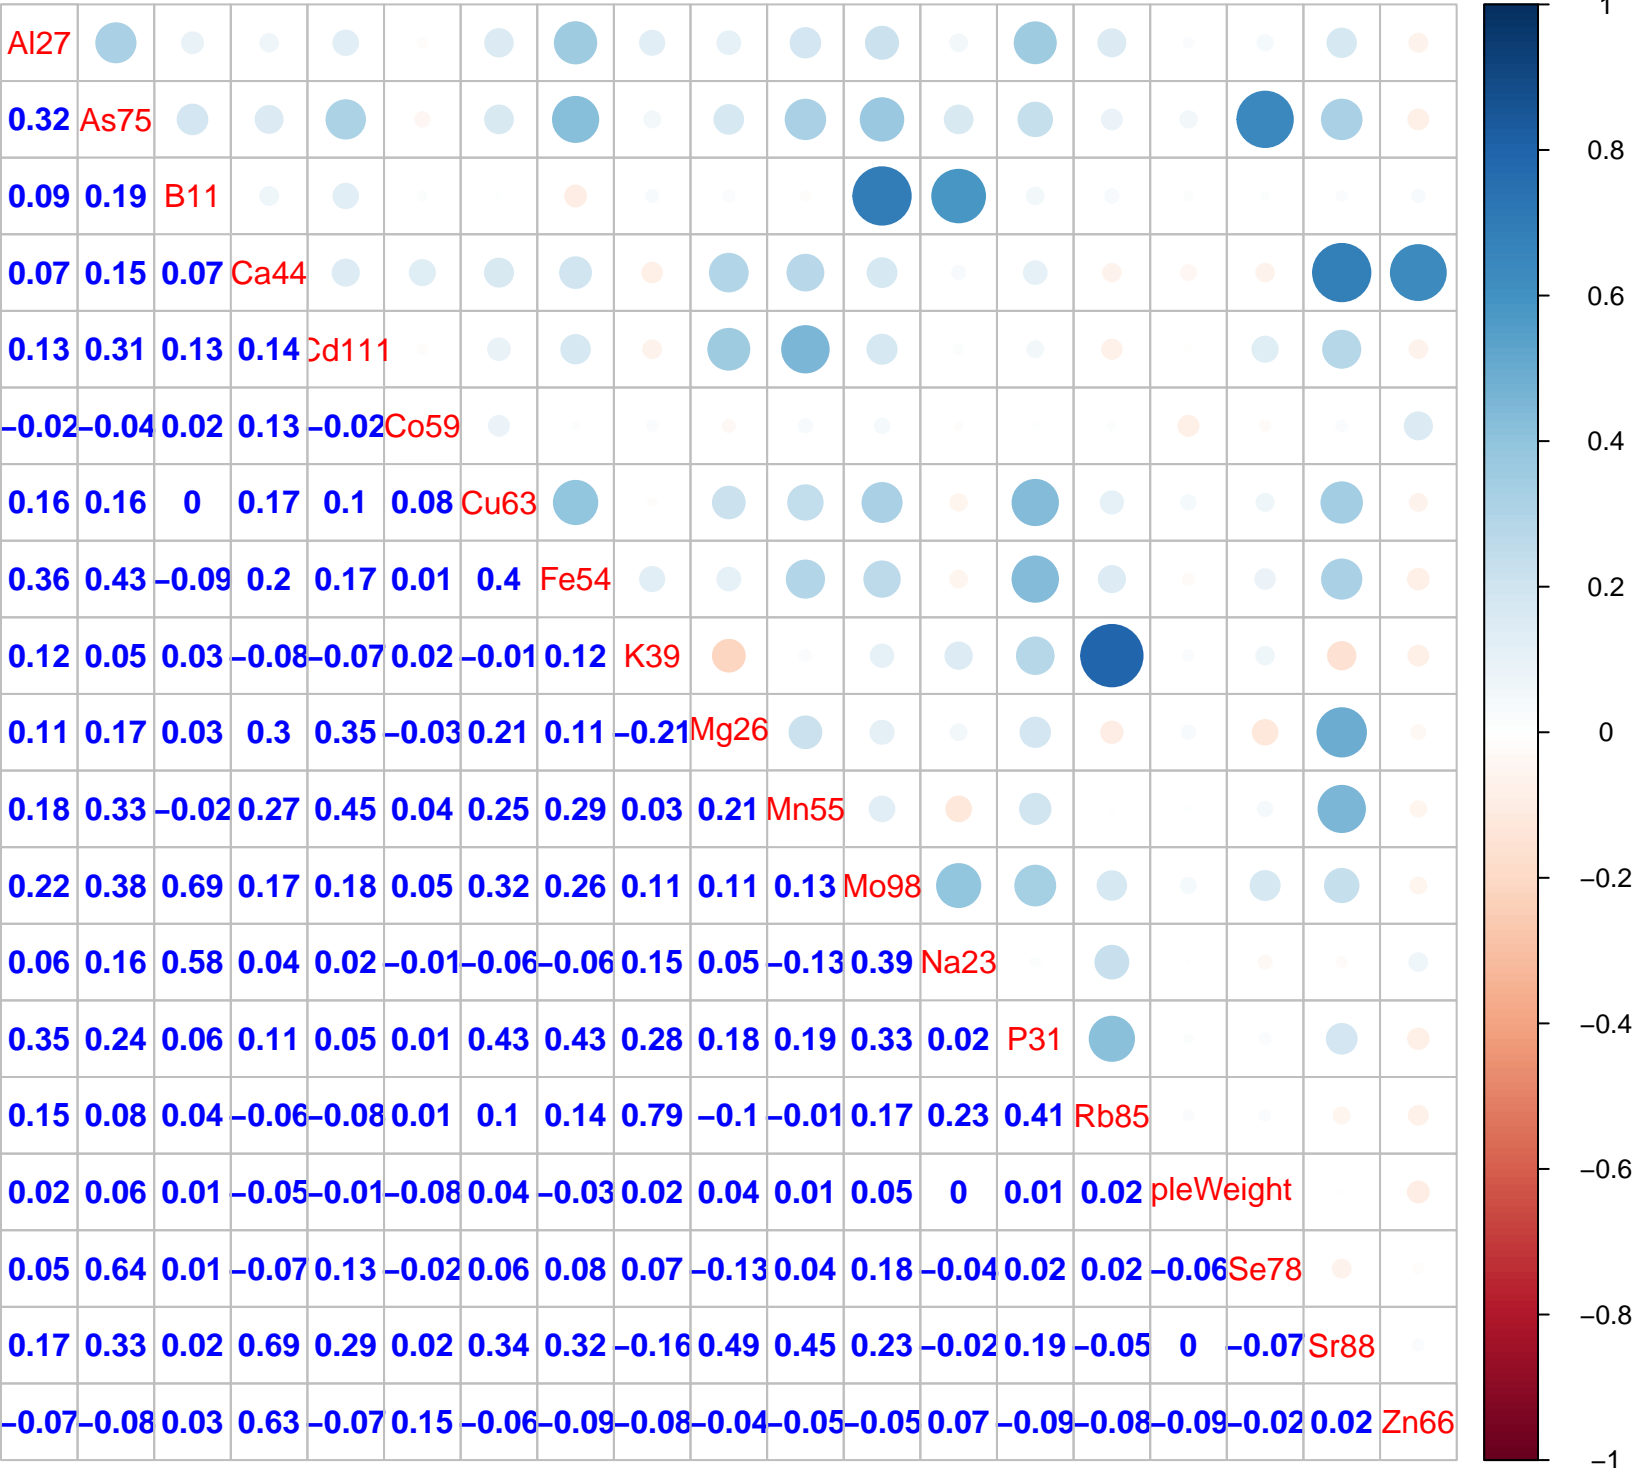 Al27
0.32 As75
0.09 0.19 B11
0.07 0.15 0.07 Ca44
0.13 0.31 0.13 0.14 Cd111
−0.02 −0.04 0.02 0.13 −0.02 Co59
0.16 0.16 0 0.17 0.1 0.08 Cu63
0.36 0.43 −0.09 0.2 0.17 0.01 0.4 Fe54
0.12 0.05 0.03 −0.08 −0.07 0.02 −0.01 0.12 K39
0.11 0.17 0.03 0.3 0.35 −0.03 0.21 0.11 −0.21 Mg26
0.18 0.33 −0.02 0.27 0.45 0.04 0.25 0.29 0.03 0.21 Mn55
0.22 0.38 0.69 0.17 0.18 0.05 0.32 0.26 0.11 0.11 0.13 Mo98
0.06 0.16 0.58 0.04 0.02 −0.01 −0.06 −0.06 0.15 0.05 −0.13 0.39 Na23
0.35 0.24 0.06 0.11 0.05 0.01 0.43 0.43 0.28 0.18 0.19 0.33 0.02 P31
0.15 0.08 0.04 −0.06 −0.08 0.01 0.1 0.14 0.79 −0.1 −0.01 0.17 0.23 0.41 Rb85
0.02 0.06 0.01 −0.05 −0.01 −0.08 0.04 −0.03 0.02 0.04 0.01 0.05 0 0.01 0.02 pleWeight
0.05 0.64 0.01 −0.07 0.13 −0.02 0.06 0.08 0.07 −0.13 0.04 0.18 −0.04 0.02 0.02 −0.06 Se78
0.17 0.33 0.02 0.69 0.29 0.02 0.34 0.32 −0.16 0.49 0.45 0.23 −0.02 0.19 −0.05 0 −0.07 Sr88
−0.07 −0.08 0.03 0.63 −0.07 0.15 −0.06 −0.09 −0.08 −0.04 −0.05 −0.05 0.07 −0.09 −0.08 −0.09 −0.02 0.02 Zn66
1
0.8
0.6
0.4
0.2
0
−0.2
−0.4
−0.6
−0.8
−1